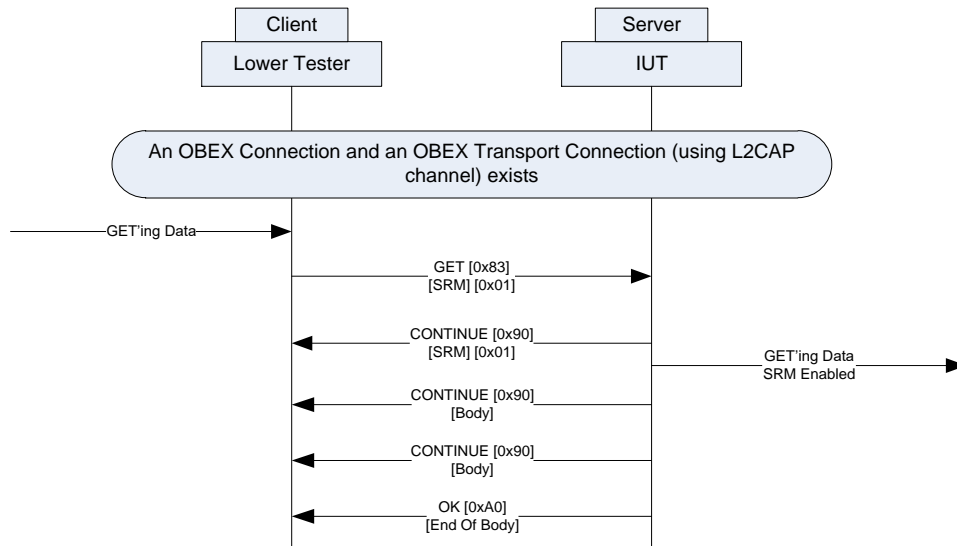 Client
Server
Lower Tester
IUT
An OBEX Connection and an OBEX Transport Connection (using L2CAP
channel) exists
GET'ing Data
GET [0x83]
[SRM] [0x01]
CONTINUE [0x90]
[SRM] [0x01]
GET'ing Data
SRM Enabled
CONTINUE [0x90]
[Body]
CONTINUE [0x90]
[Body]
OK [0xA0]
[End Of Body]